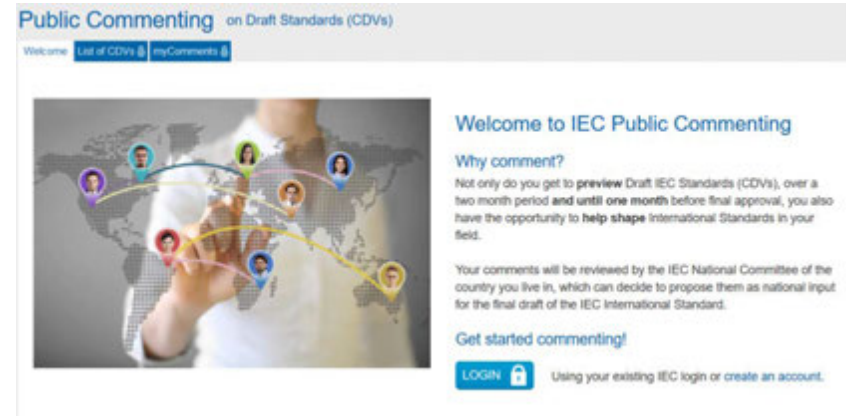 Public Commenting on Draft Standards (CDVs)
Welcome List of CDVs myComments
Welcome to IEC Public Commenting
Why comment?
Not only do you get to preview Draft IEC Standards (CDVs), over a
two month period and until one month before final approval, you also
have the opportunity to help shape International Standards in your
field.
Your comments will be reviewed by the IEC National Committee of the
country you live in, which can decide to propose them as national input
for the final draft of the IEC International Standard.
Get started commenting!
LOGIN Using your existing IEC login or create an account.